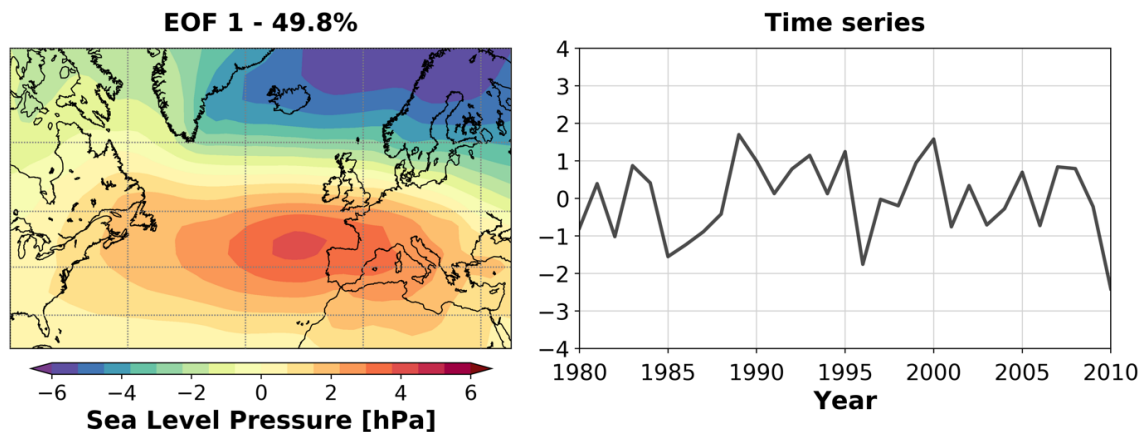 EOF 1 - 49.8%
−6 −4 −2 0 2 4 6
Sea Level Pressure [hPa]
Time series
4
3
2
1
0
−1
−2
−3
−4
1980 1985 1990 1995 2000 2005 2010
Year